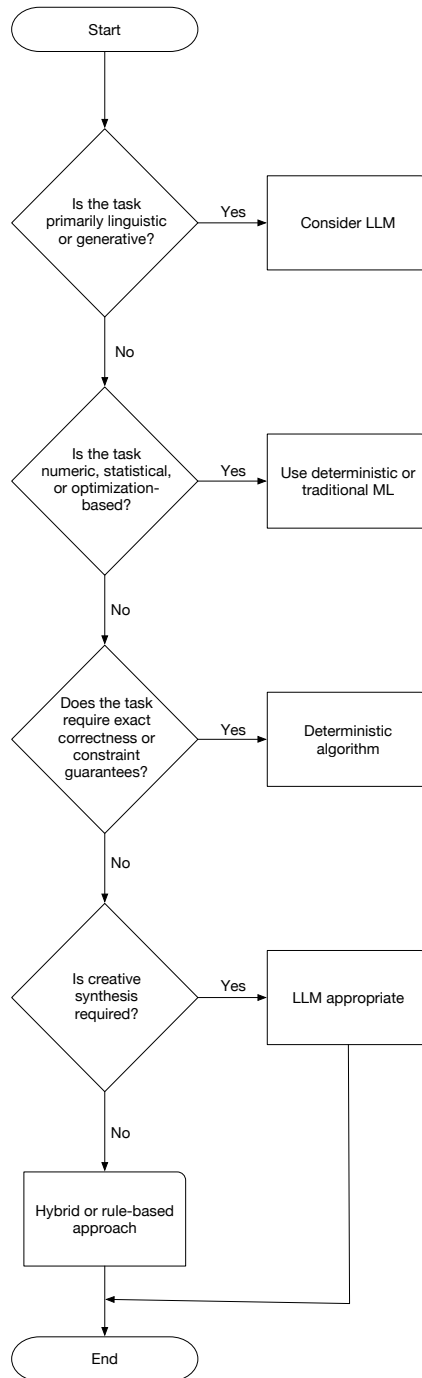 Start
Is the task
primarily linguistic
or generative?
Yes
Consider LLM
No
Is the task
numeric, statistical,
or optimization-
based?
Yes
Use deterministic or
traditional ML
No
Does the task
require exact
correctness or
constraint
guarantees?
Yes
Deterministic
algorithm
No
Is creative
synthesis
required?
Yes
LLM appropriate
No
Hybrid or rule-based
approach
End